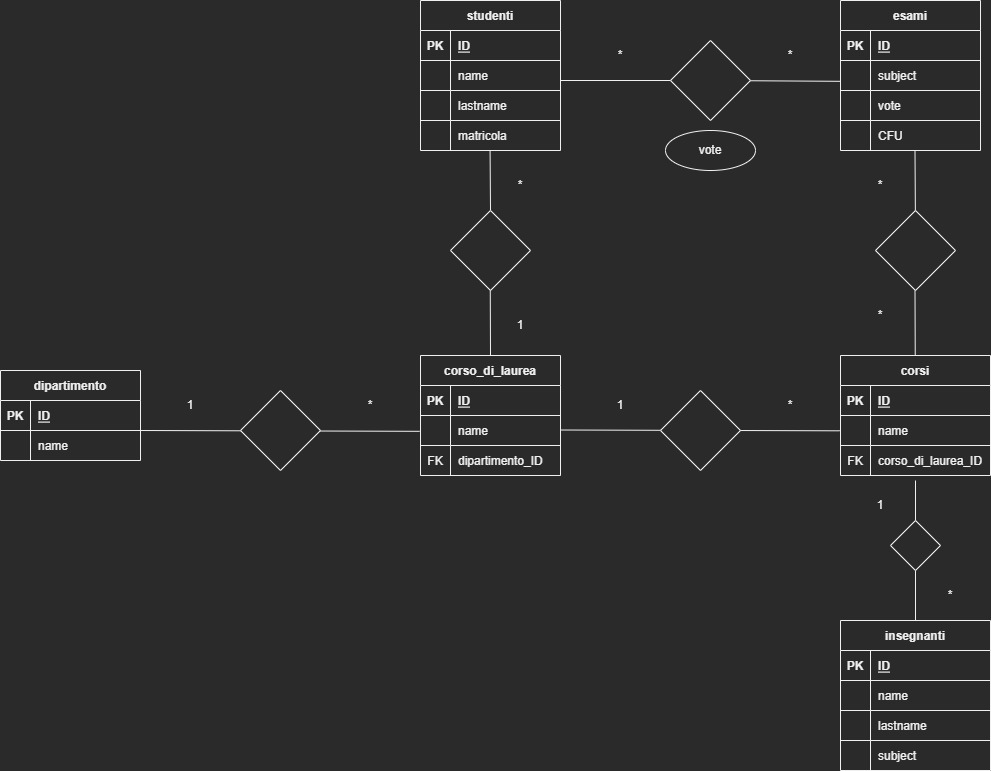 studenti
PK ID
name
lastname
matricola
* *
vote
esami
PK ID
subject
vote
CFU
*
1
*
*
dipartimento
PK ID
name
1 *
corso_di_laurea
PK ID
name
FK dipartimento_ID
1 *
corsi
PK ID
name
FK corso_di_laurea_ID
1
*
insegnanti
PK ID
name
lastname
subject